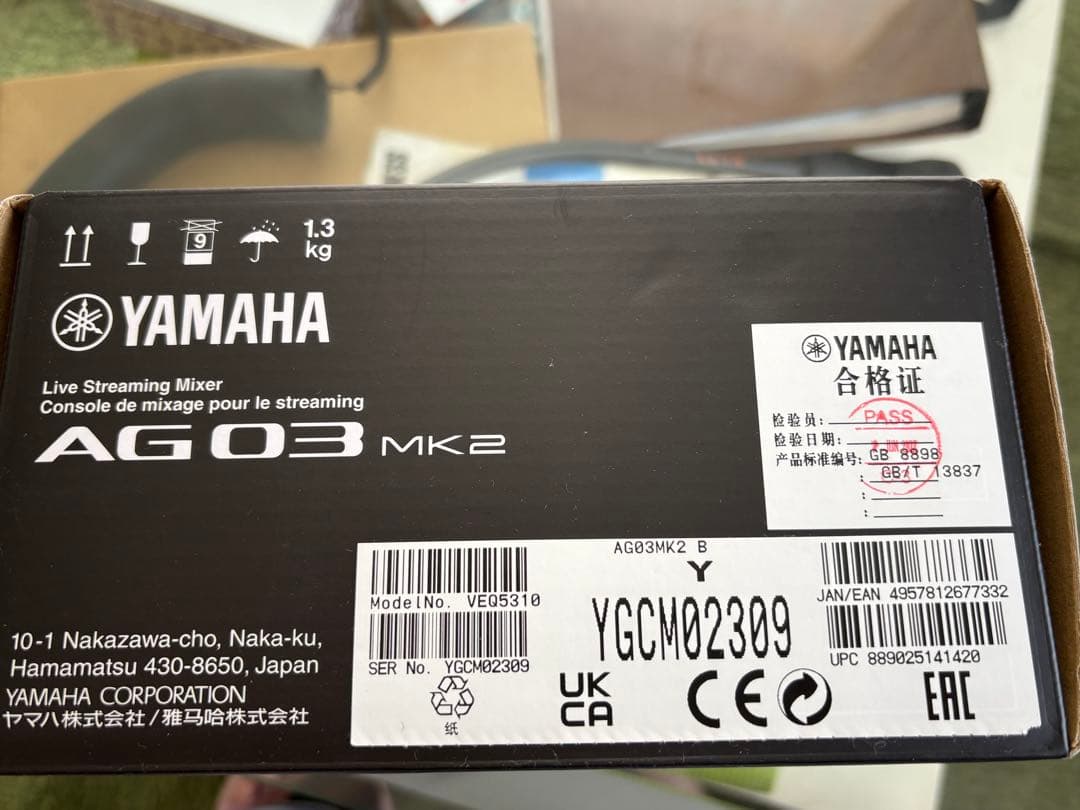 1.3
kg
9
YAMAHA
Live Streaming Mixer
Console de mixage pour le streaming
AG03 MK2
YAMAHA
合格证
检验员: PASS
检验日期:
产品标准编号: GB 8898
: GB/T 13837
:
:
AG03MK2 B
Y
YGCM02309
ModelNo. VEQ5310
SER No. YGCM02309
JAN/EAN 4957812677332
UPC 889025141420
纸
UK
CA
CE
EAC
10-1 Nakazawa-cho, Naka-ku,
Hamamatsu 430-8650, Japan
YAMAHA CORPORATION
ヤマハ株式会社/雅马哈株式会社